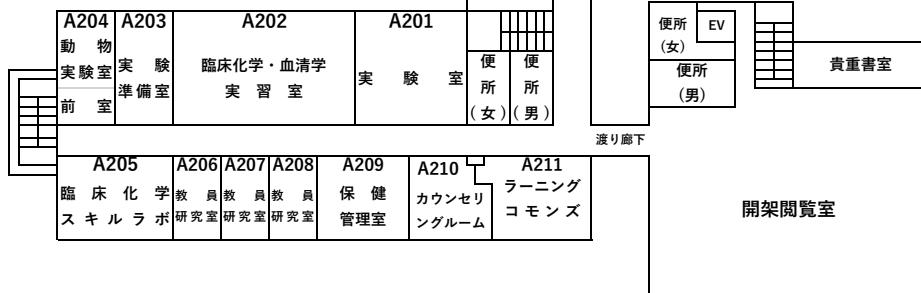 A204
動物
実験室
前室
A203
実験
準備室
A202
臨床化学・血清学
実習室
A201
実験室
便
所
(女)
便
所
(男)
便所
(女)
EV
便所
(男)
貴重書室
渡り廊下
A205
臨床化学
スキルラボ
A206
教員
研究室
A207
教員
研究室
A208
教員
研究室
A209
保健
管理室
A210
カウンセリ
ングルーム
A211
ラーニング
コモンズ
開架閲覧室